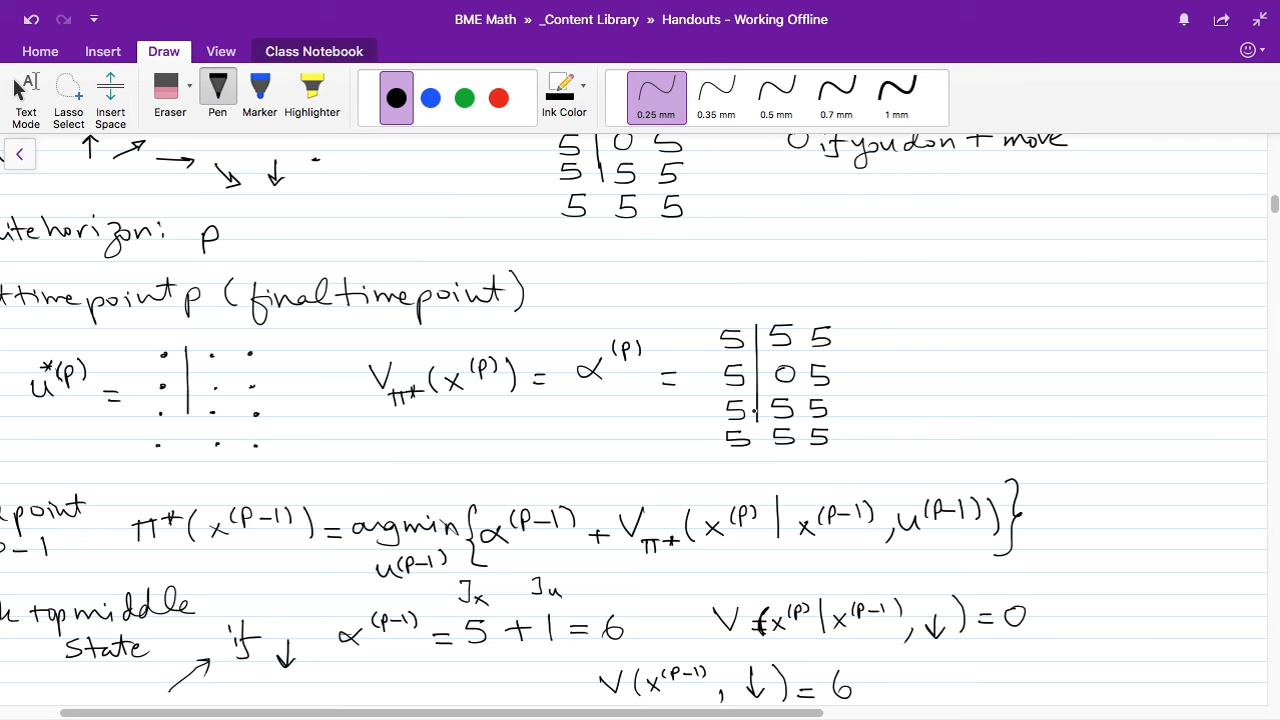 BME Math » _Content Library » Handouts - Working Offline
Home Insert Draw View Class Notebook
Text Mode Lasso Select Insert Space Eraser Pen Marker Highlighter Ink Color 0.25 mm 0.35 mm 0.5 mm 0.7 mm 1 mm
5 | 0 5 0 if you don't move
↑ ↗ → ↘ ↓ ·
5 | 5 5
5 5 5
ite horizon: p
t time point p (final time point)
5 | 5 5
u*(p) = V_π*(x^(p)) = α^(p) = 5 | 0 5
5 | 5 5
5 5 5
point p-1 π*(x^(p-1)) = argmin_{u^(p-1)} {α^(p-1) + V_π*(x^(p) | x^(p-1), u^(p-1))}
Jx Ju
k top middle state if ↓ α^(p-1) = 5 + 1 = 6 V(x^(p) | x^(p-1), ↓) = 0
↗ V(x^(p-1), ↓) = 6